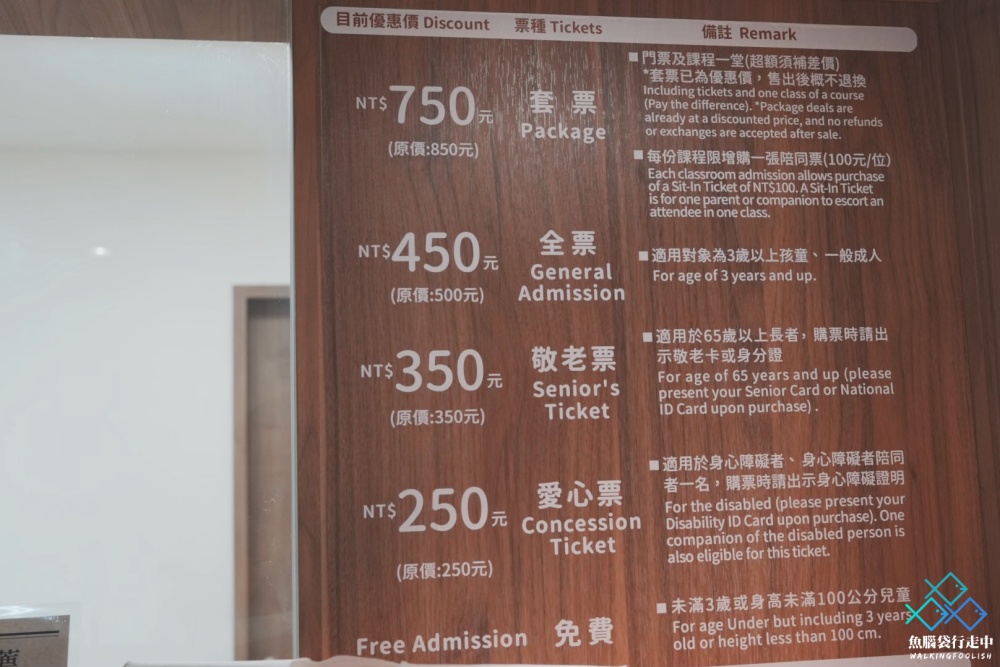 目前優惠價 Discount 票種 Tickets 備註 Remark
NT$750元
(原價:850元)
套票
Package
■門票及課程一堂(超額須補差價)
*套票已為優惠價，售出後概不退換
Including tickets and one class of a course
(Pay the difference). *Package deals are
already at a discounted price, and no refunds
or exchanges are accepted after sale.
■每份課程限增購一張陪同票(100元/位)
Each classroom admission allows purchase
of a Sit-In Ticket of NT$100. A Sit-In Ticket
is for one parent or companion to escort an
attendee in one class.
NT$450元
(原價:500元)
全票
General
Admission
■適用對象為3歲以上孩童、一般成人
For age of 3 years and up.
NT$350元
(原價:350元)
敬老票
Senior's
Ticket
■適用於65歲以上長者，購票時請出
示敬老卡或身分證
For age of 65 years and up (please
present your Senior Card or National
ID Card upon purchase) .
NT$250元
(原價:250元)
愛心票
Concession
Ticket
■適用於身心障礙者、身心障礙者陪同
者一名，購票時請出示身心障礙證明
For the disabled (please present your
Disability ID Card upon purchase). One
companion of the disabled person is
also eligible for this ticket.
Free Admission 免費
■未滿3歲或身高未滿100公分兒童
For age Under but including 3 years
old or height less than 100 cm.
魚腦袋行走中
WALKINGFOOLISH